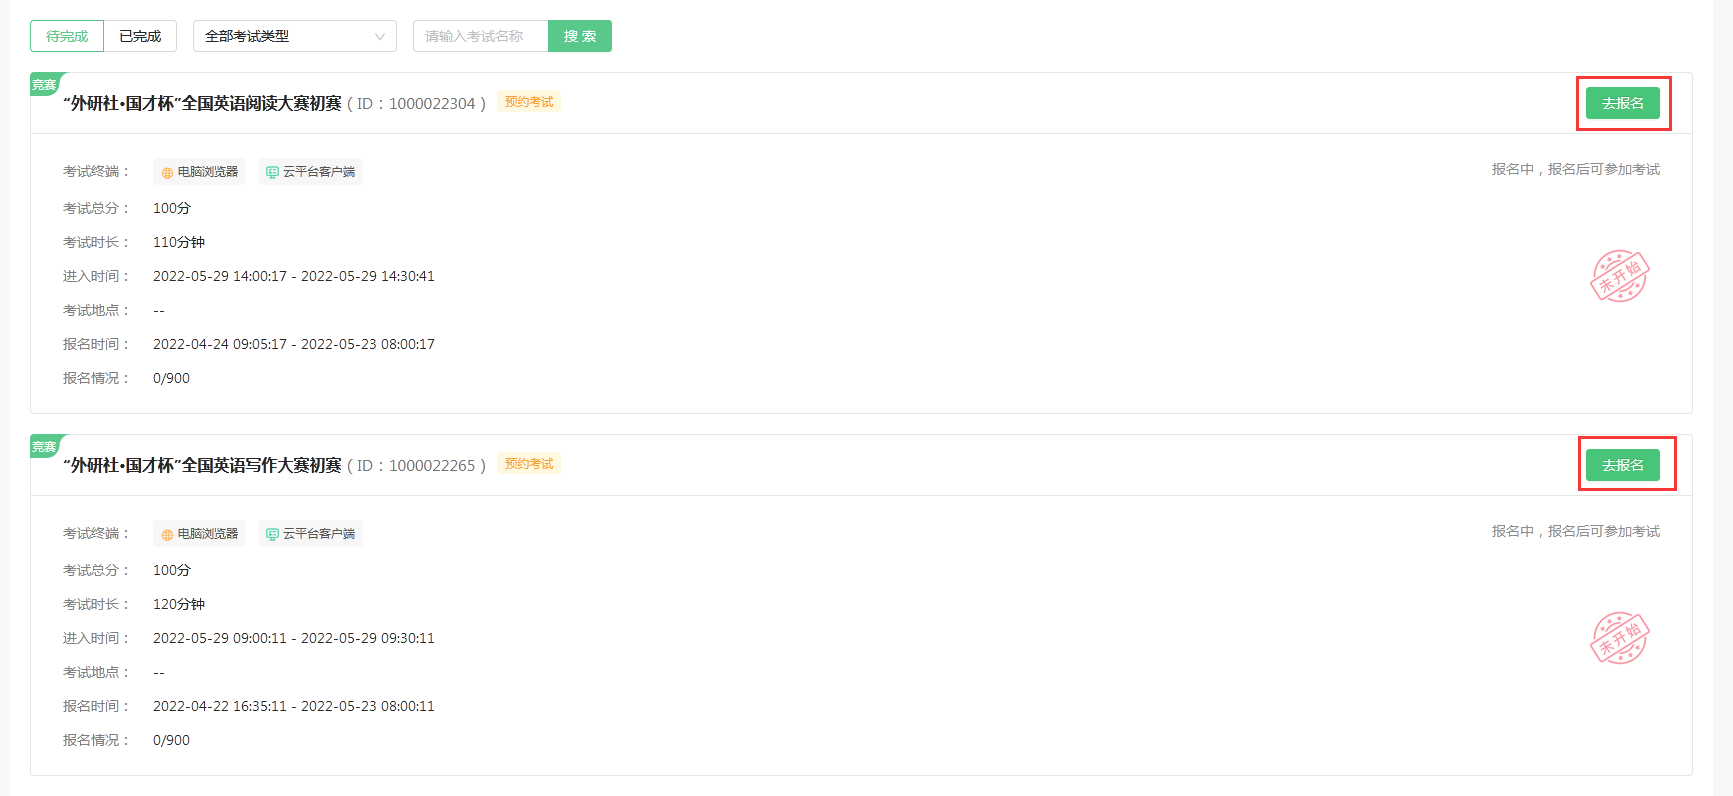 待完成 已完成 全部考试类型 请输入考试名称 搜 索
竞赛
“外研社•国才杯”全国英语阅读大赛初赛 ( ID：1000022304 ) 预约考试 去报名
考试终端： 电脑浏览器 云平台客户端 报名中，报名后可参加考试
考试总分： 100分
考试时长： 110分钟
进入时间： 2022-05-29 14:00:17 - 2022-05-29 14:30:41
未开始
考试地点： --
报名时间： 2022-04-24 09:05:17 - 2022-05-23 08:00:17
报名情况： 0/900
竞赛
“外研社•国才杯”全国英语写作大赛初赛 ( ID：1000022265 ) 预约考试 去报名
考试终端： 电脑浏览器 云平台客户端 报名中，报名后可参加考试
考试总分： 100分
考试时长： 120分钟
进入时间： 2022-05-29 09:00:11 - 2022-05-29 09:30:11
未开始
考试地点： --
报名时间： 2022-04-22 16:35:11 - 2022-05-23 08:00:11
报名情况： 0/900